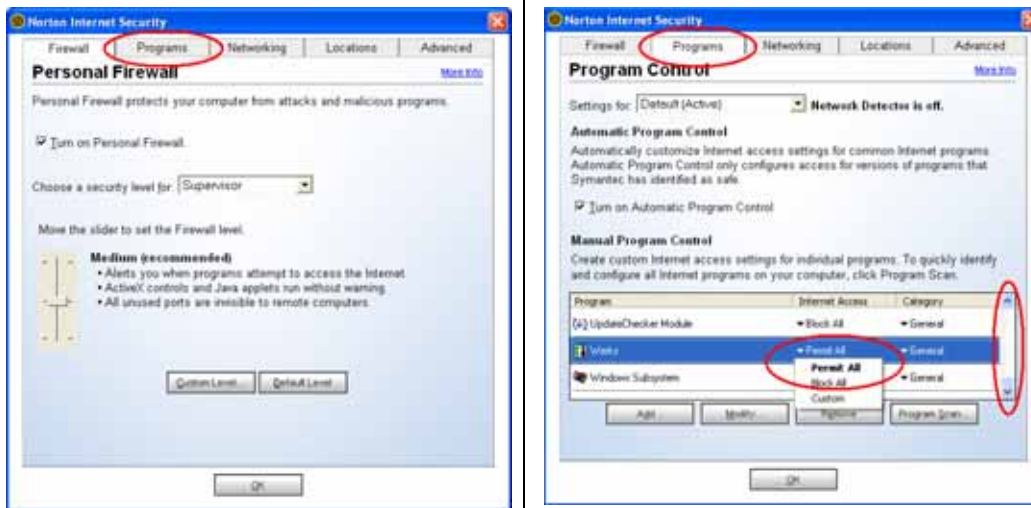 Norton Internet Security
Firewall Programs Networking Locations Advanced
Personal Firewall More Info
Personal Firewall protects your computer from attacks and malicious programs.
Turn on Personal Firewall
Choose a security level for: Supervisor
Move the slider to set the Firewall level.
Medium (recommended)
• Alerts you when programs attempt to access the Internet
• ActiveX controls and Java applets run without warning
• All unused ports are invisible to remote computers
Custom Level... Default Level
OK
Norton Internet Security
Firewall Programs Networking Locations Advanced
Program Control More Info
Settings for: Default (Active) Network Detector is off.
Automatic Program Control
Automatically customize Internet access settings for common Internet programs.
Automatic Program Control only configures access for versions of programs that
Symantec has identified as safe.
Turn on Automatic Program Control
Manual Program Control
Create custom Internet access settings for individual programs. To quickly identify
and configure all Internet programs on your computer, click Program Scan.
Program Internet Access Category
UpdateChecker Module Block All General
Works Permit All General
Permit All
Windows Subsystem Block All General
Custom
Add... Modify... Remove Program Scan...
OK